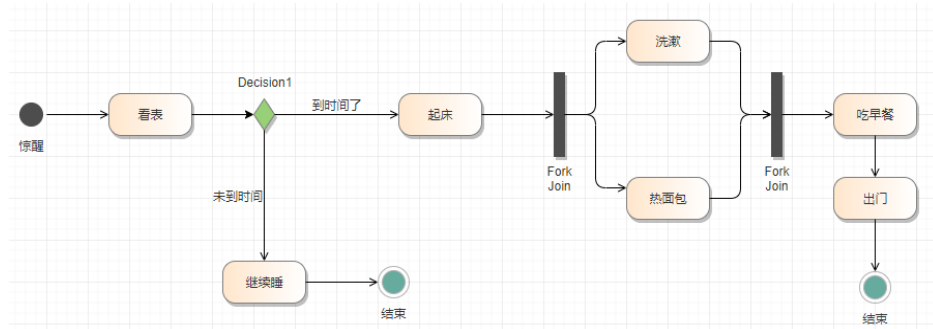 惊醒
看表
Decision1
到时间了
未到时间
继续睡
结束
起床
Fork
Join
洗漱
热面包
Fork
Join
吃早餐
出门
结束